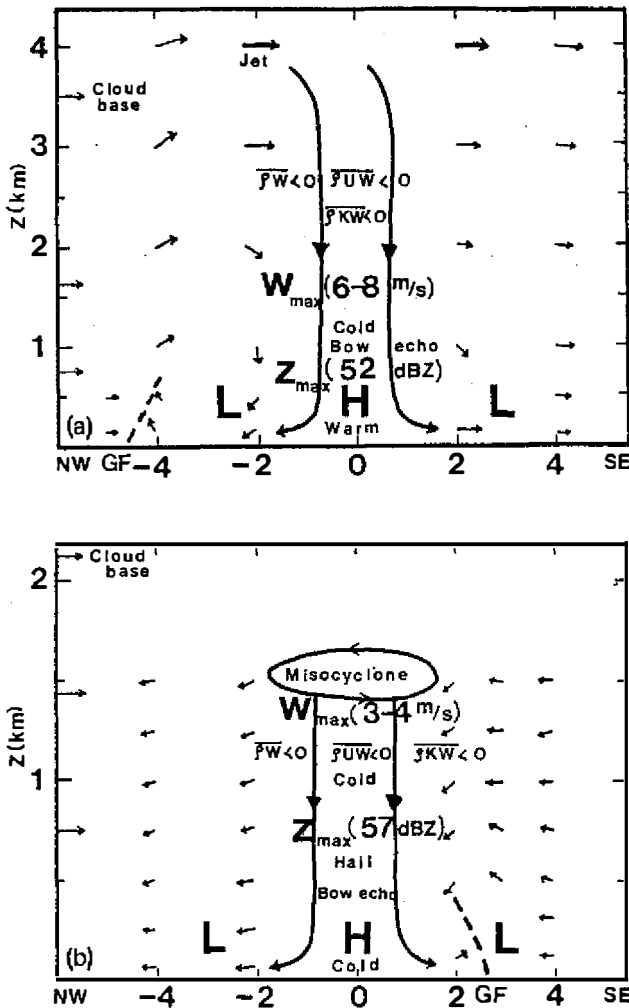 4
Jet
Cloud
base
3
Z(km)
ρW<0 ρUW<0
ρKW<0
2
W max (6-8 m/s)
Cold
1
Bow echo
Z max (52 dBZ)
L H L
(a)
Warm
NW GF -4 -2 0 2 4 SE
Cloud
base
2
Misocyclone
W max (3-4 m/s)
Z(km)
ρW<0 ρUW<0 ρKW<0
Cold
1
Z max (57 dBZ)
Hail
Bow echo
L H L
(b)
Cold
NW -4 -2 0 2 GF 4 SE